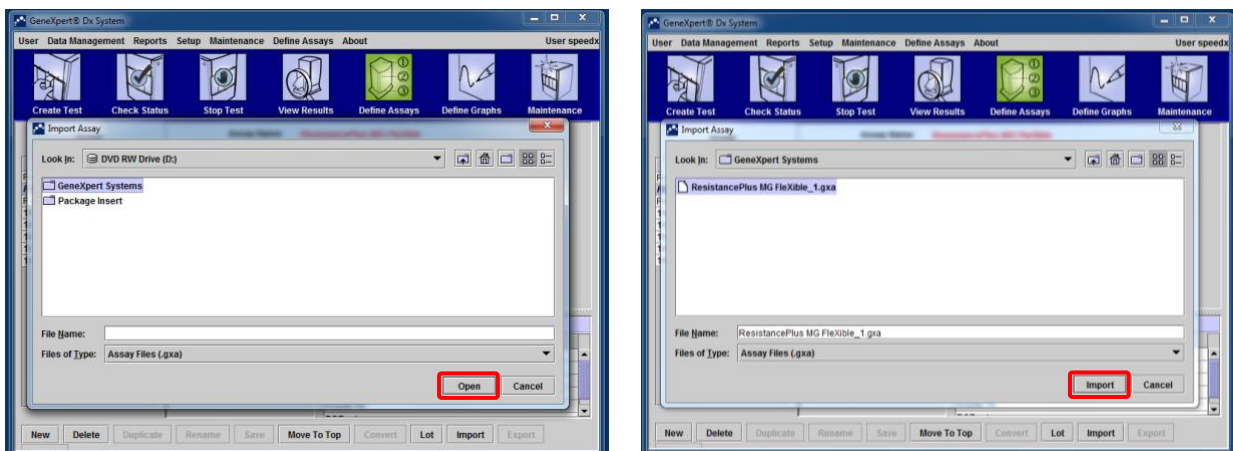 GeneXpert® Dx System
User Data Management Reports Setup Maintenance Define Assays About User speedx
Create Test Check Status Stop Test View Results Define Assays Define Graphs Maintenance
Import Assay
Look In: DVD RW Drive (D:)
GeneXpert Systems
Package Insert
File Name:
Files of Type: Assay Files (.gxa)
Open Cancel
New Delete Duplicate Rename Save Move To Top Convert Lot Import Export
GeneXpert® Dx System
User Data Management Reports Setup Maintenance Define Assays About User speedx
Create Test Check Status Stop Test View Results Define Assays Define Graphs Maintenance
Import Assay
Look In: GeneXpert Systems
ResistancePlus MG FleXible_1.gxa
File Name: ResistancePlus MG FleXible_1.gxa
Files of Type: Assay Files (.gxa)
Import Cancel
New Delete Duplicate Rename Save Move To Top Convert Lot Import Export